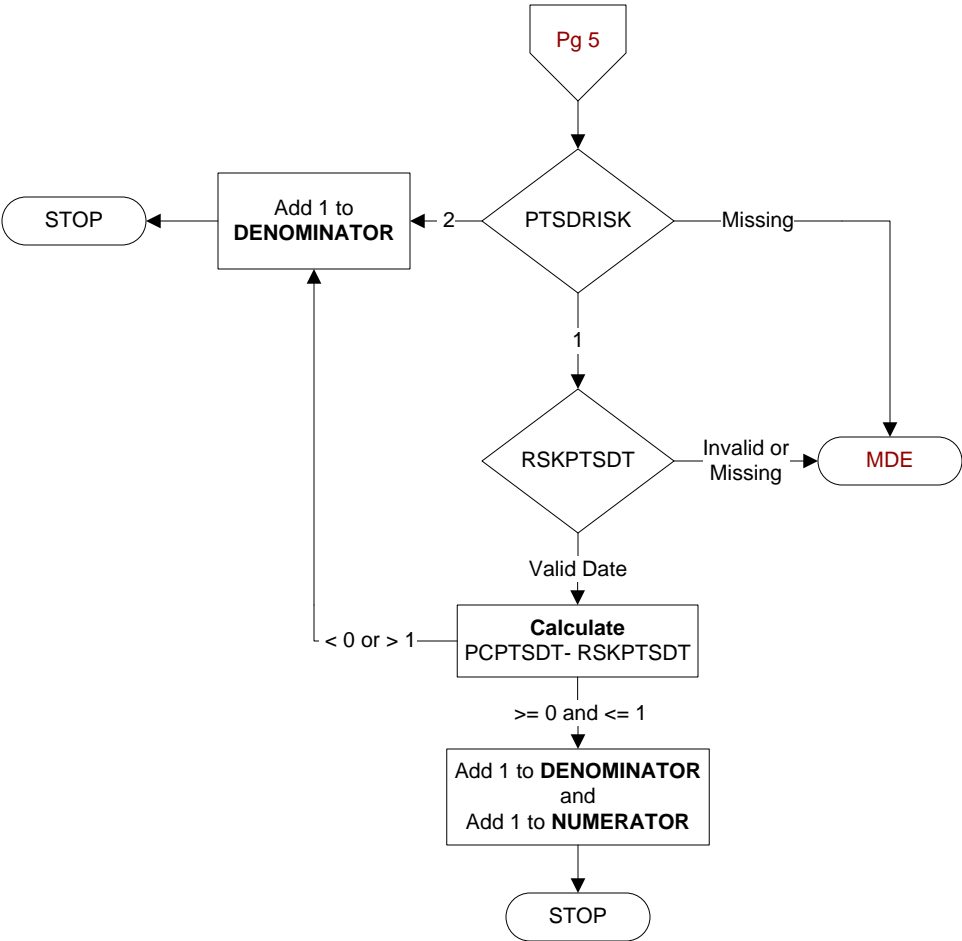 Pg 5
STOP
Add 1 to
DENOMINATOR
2
PTSDRISK
Missing
1
RSKPTSDT
Invalid or
Missing
MDE
Valid Date
Calculate
PCPTSDT- RSKPTSDT
< 0 or > 1
>= 0 and <= 1
Add 1 to DENOMINATOR
and
Add 1 to NUMERATOR
STOP